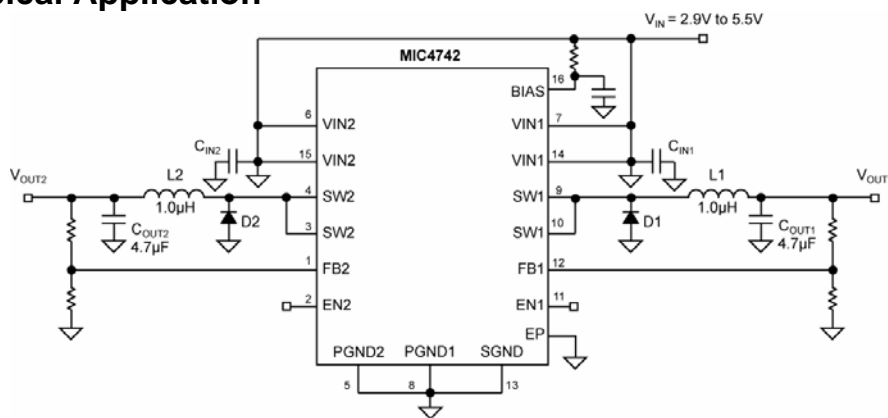 ical Application
V_IN = 2.9V to 5.5V
MIC4742
16
BIAS
6
VIN2
VIN1
7
C_IN2
C_IN1
15
VIN2
VIN1
14
V_OUT2
L2
1.0µH
4
SW2
SW1
9
L1
1.0µH
V_OUT
C_OUT2
4.7µF
D2
3
SW2
SW1
10
D1
C_OUT1
4.7µF
1
FB2
FB1
12
2
EN2
EN1
11
EP
PGND2
PGND1
SGND
5
8
13